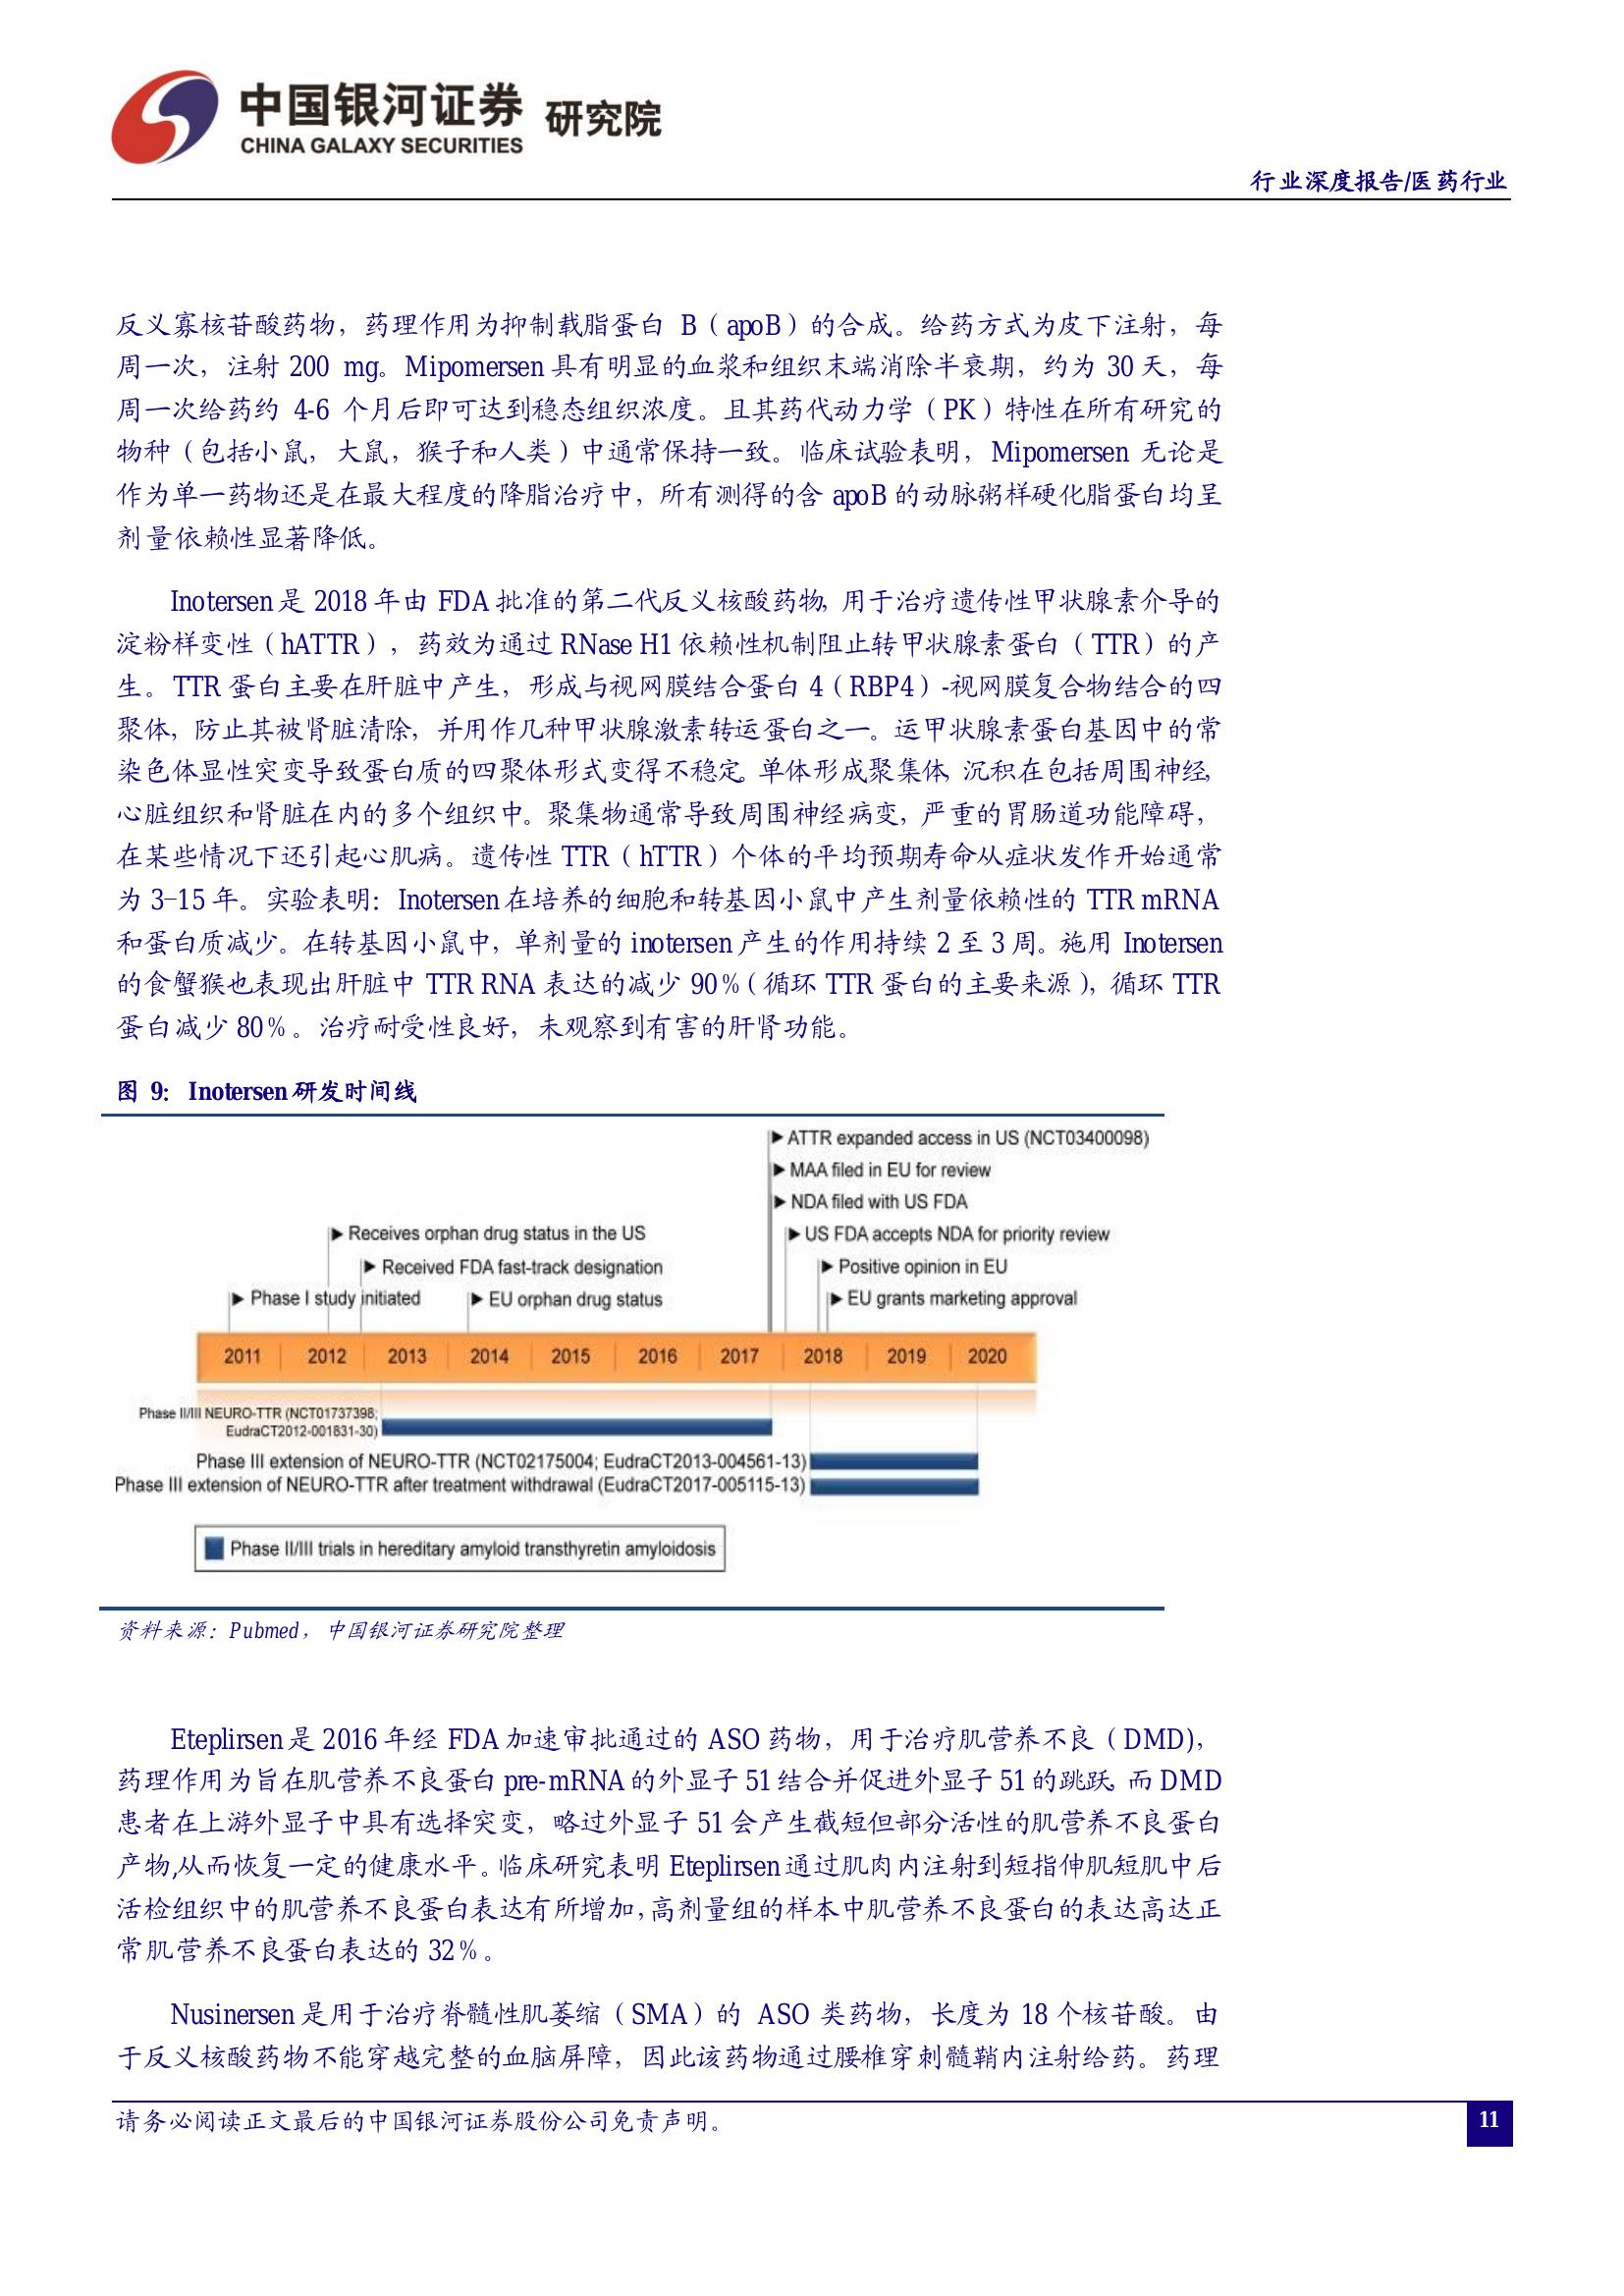 中国银河证券 研究院
CHINA GALAXY SECURITIES
行业深度报告/医药行业
反义寡核苷酸药物，药理作用为抑制载脂蛋白 B（apoB）的合成。给药方式为皮下注射，每
周一次，注射 200 mg。Mipomersen 具有明显的血浆和组织末端消除半衰期，约为 30 天，每
周一次给药约 4-6 个月后即可达到稳态组织浓度。且其药代动力学（PK）特性在所有研究的
物种（包括小鼠，大鼠，猴子和人类）中通常保持一致。临床试验表明，Mipomersen 无论是
作为单一药物还是在最大程度的降脂治疗中，所有测得的含 apoB 的动脉粥样硬化脂蛋白均呈
剂量依赖性显著降低。
Inotersen 是 2018 年由 FDA 批准的第二代反义核酸药物，用于治疗遗传性甲状腺素介导的
淀粉样变性（hATTR），药效为通过 RNase H1 依赖性机制阻止转甲状腺素蛋白（TTR）的产
生。TTR 蛋白主要在肝脏中产生，形成与视网膜结合蛋白 4（RBP4）-视网膜复合物结合的四
聚体，防止其被肾脏清除，并用作几种甲状腺激素转运蛋白之一。运甲状腺素蛋白基因中的常
染色体显性突变导致蛋白质的四聚体形式变得不稳定。单体形成聚集体，沉积在包括周围神经，
心脏组织和肾脏在内的多个组织中。聚集物通常导致周围神经病变，严重的胃肠道功能障碍，
在某些情况下还引起心肌病。遗传性 TTR（hTTR）个体的平均预期寿命从症状发作开始通常
为 3–15 年。实验表明：Inotersen 在培养的细胞和转基因小鼠中产生剂量依赖性的 TTR mRNA
和蛋白质减少。在转基因小鼠中，单剂量的 inotersen 产生的作用持续 2 至 3 周。施用 Inotersen
的食蟹猴也表现出肝脏中 TTR RNA 表达的减少 90%（循环 TTR 蛋白的主要来源），循环 TTR
蛋白减少 80%。治疗耐受性良好，未观察到有害的肝肾功能。
图 9：Inotersen 研发时间线
ATTR expanded access in US (NCT03400098)
MAA filed in EU for review
NDA filed with US FDA
Receives orphan drug status in the US
US FDA accepts NDA for priority review
Received FDA fast-track designation
Positive opinion in EU
Phase I study initiated
EU orphan drug status
EU grants marketing approval
2011 2012 2013 2014 2015 2016 2017 2018 2019 2020
Phase II/III NEURO-TTR (NCT01737398;
EudraCT2012-001831-30)
Phase III extension of NEURO-TTR (NCT02175004; EudraCT2013-004561-13)
Phase III extension of NEURO-TTR after treatment withdrawal (EudraCT2017-005115-13)
Phase II/III trials in hereditary amyloid transthyretin amyloidosis
资料来源：Pubmed，中国银河证券研究院整理
Eteplirsen 是 2016 年经 FDA 加速审批通过的 ASO 药物，用于治疗肌营养不良（DMD)，
药理作用为旨在肌营养不良蛋白 pre-mRNA 的外显子 51 结合并促进外显子 51 的跳跃，而 DMD
患者在上游外显子中具有选择突变，略过外显子 51 会产生截短但部分活性的肌营养不良蛋白
产物,从而恢复一定的健康水平。临床研究表明 Eteplirsen 通过肌肉内注射到短指伸肌短肌中后
活检组织中的肌营养不良蛋白表达有所增加，高剂量组的样本中肌营养不良蛋白的表达高达正
常肌营养不良蛋白表达的 32%。
Nusinersen 是用于治疗脊髓性肌萎缩（SMA）的 ASO 类药物，长度为 18 个核苷酸。由
于反义核酸药物不能穿越完整的血脑屏障，因此该药物通过腰椎穿刺髓鞘内注射给药。药理
请务必阅读正文最后的中国银河证券股份公司免责声明。
11